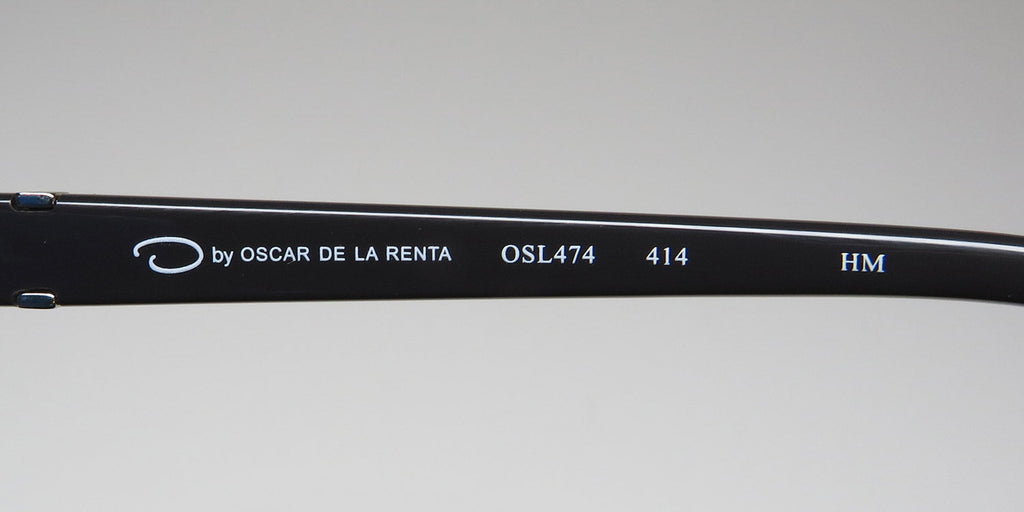 O by OSCAR DE LA RENTA OSL474 414 HM